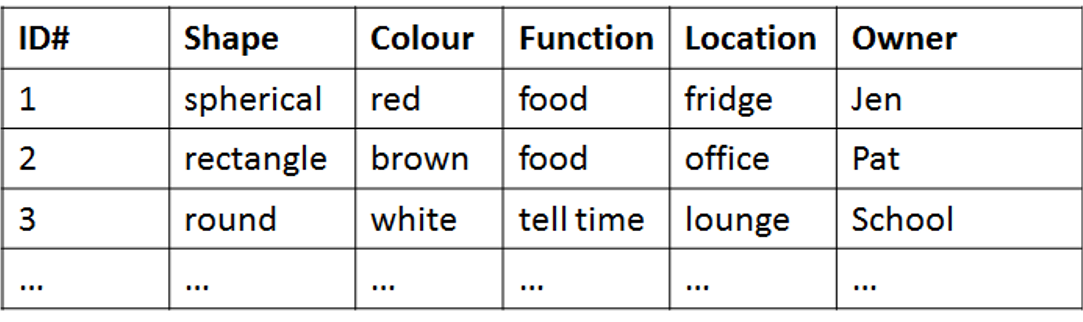 ID# Shape Colour Function Location Owner
1 spherical red food fridge Jen
2 rectangle brown food office Pat
3 round white tell time lounge School
... ... ... ... ... ...